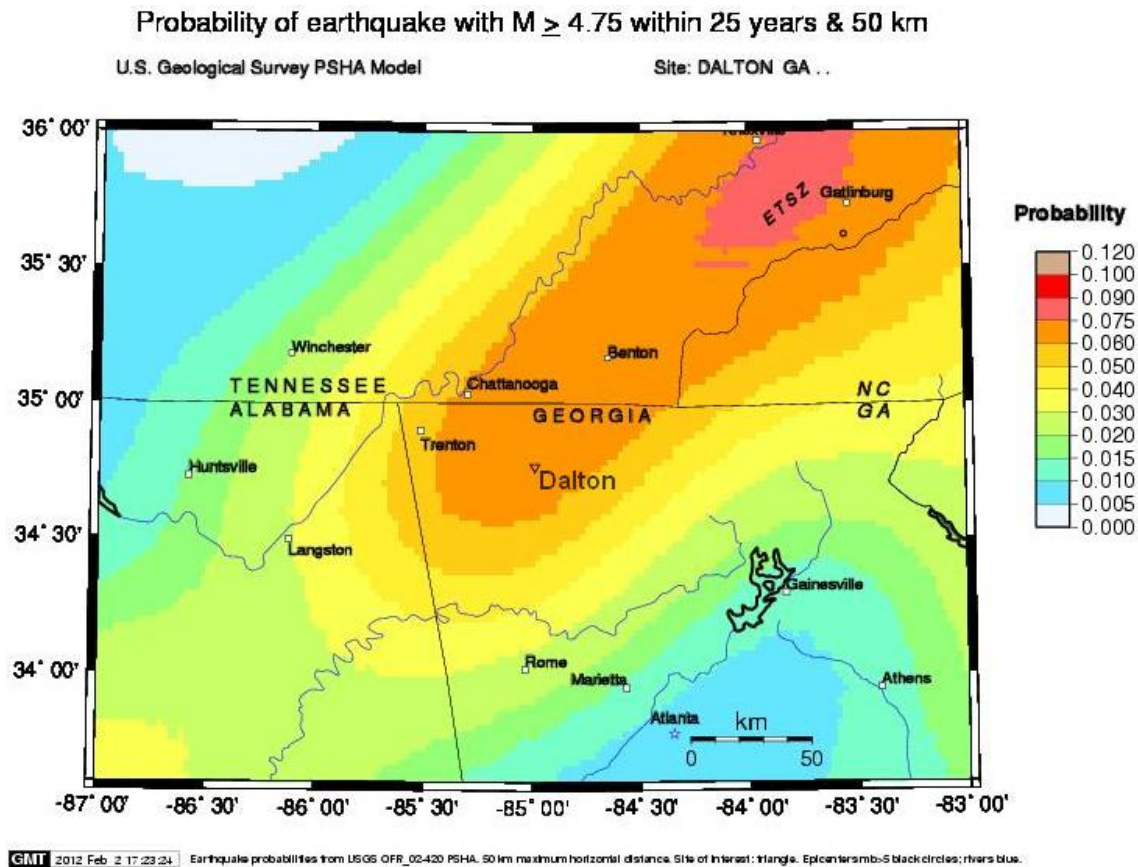 Probability of earthquake with M ≥ 4.75 within 25 years & 50 km
U.S. Geological Survey PSHA Model
Site: DALTON GA . .
36° 00'
35° 30'
35° 00'
34° 30'
34° 00'
Knoxville
Gatlinburg
ETSZ
Winchester
Benton
Chattanooga
TENNESSEE
ALABAMA
GEORGIA
NC
GA
Trenton
Huntsville
Dalton
Langston
Gainesville
Rome
Marietta
Athens
Atlanta
km
0 50
-87° 00' -86° 30' -86° 00' -85° 30' -85° 00' -84° 30' -84° 00' -83° 30' -83° 00'
Probability
0.120
0.100
0.090
0.075
0.060
0.050
0.040
0.030
0.020
0.010
0.005
0.000
GMT 2012 Feb 2 17:23:24 Earthquake probabilities from USGS OFR_02-420 PSHA. 50 km maximum horizontal distance. Site of interest: triangle. Epicenters mb>5 black circles; rivers blue.